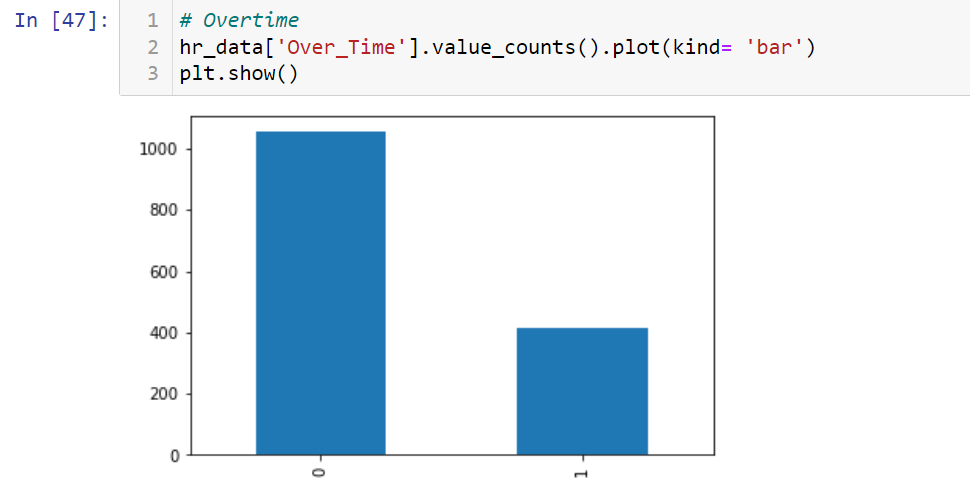 In [47]:
1 # Overtime
2 hr_data['Over_Time'].value_counts().plot(kind= 'bar')
3 plt.show()
1000
800
600
400
200
0
0
1